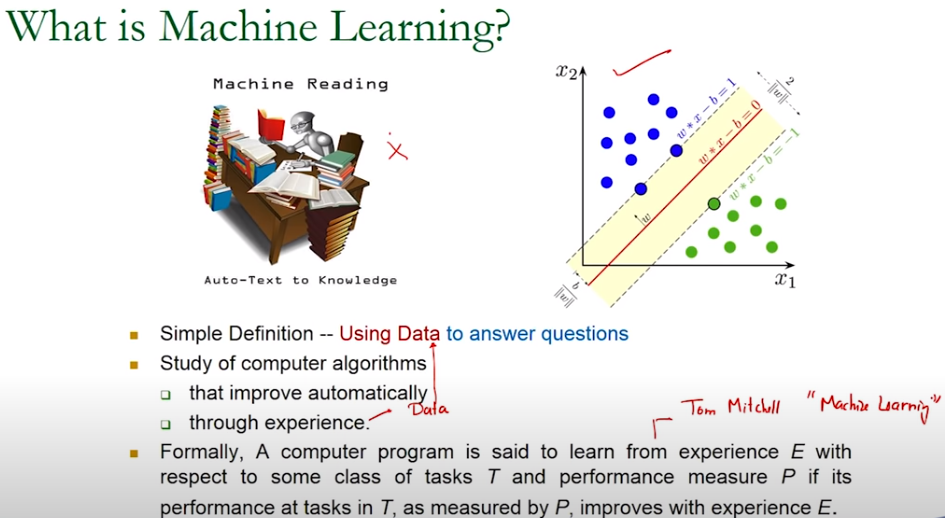 What is Machine Learning?
Machine Reading
Auto-Text to Knowledge
x₂
w * x − b = 1
w * x − b = 0
w * x − b = −1
2/‖w‖
w
b/‖w‖
x₁
Simple Definition -- Using Data to answer questions
Study of computer algorithms
that improve automatically
through experience.
Data
Tom Mitchell "Machine Learning"
Formally, A computer program is said to learn from experience E with
respect to some class of tasks T and performance measure P if its
performance at tasks in T, as measured by P, improves with experience E.